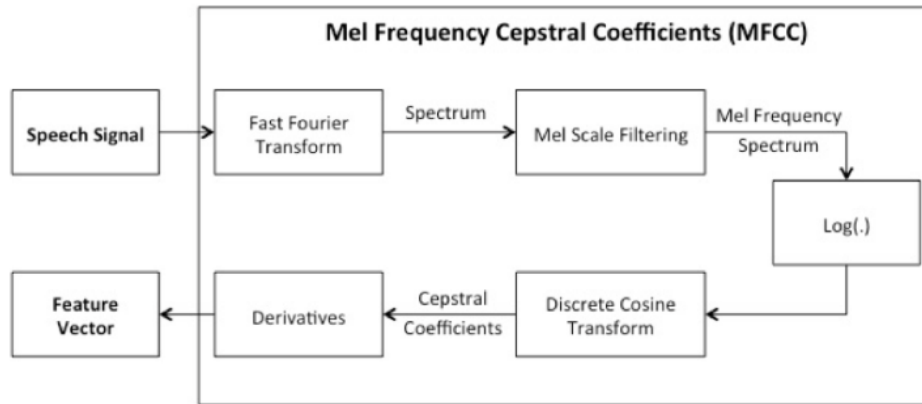 Mel Frequency Cepstral Coefficients (MFCC)
Speech Signal
Fast Fourier
Transform
Spectrum
Mel Scale Filtering
Mel Frequency
Spectrum
Log(.)
Discrete Cosine
Transform
Cepstral
Coefficients
Derivatives
Feature
Vector